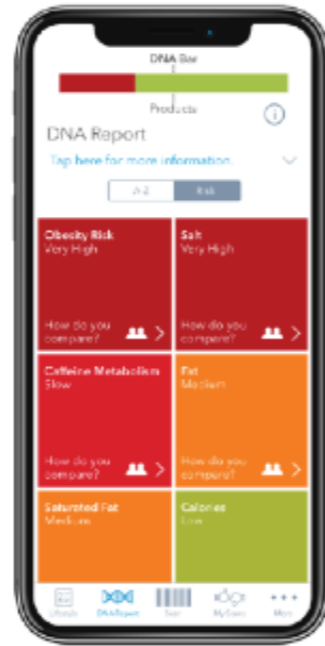 DNA Bar
Products
DNA Report
Tap here for more information.
A-Z
Risk
Obesity Risk
Very High
How do you
compare?
Salt
Very High
How do you
compare?
Caffeine Metabolism
Slow
How do you
compare?
Fat
Medium
How do you
compare?
Saturated Fat
Medium
Calories
Low
Lifestyle
DNA Report
Scan
More